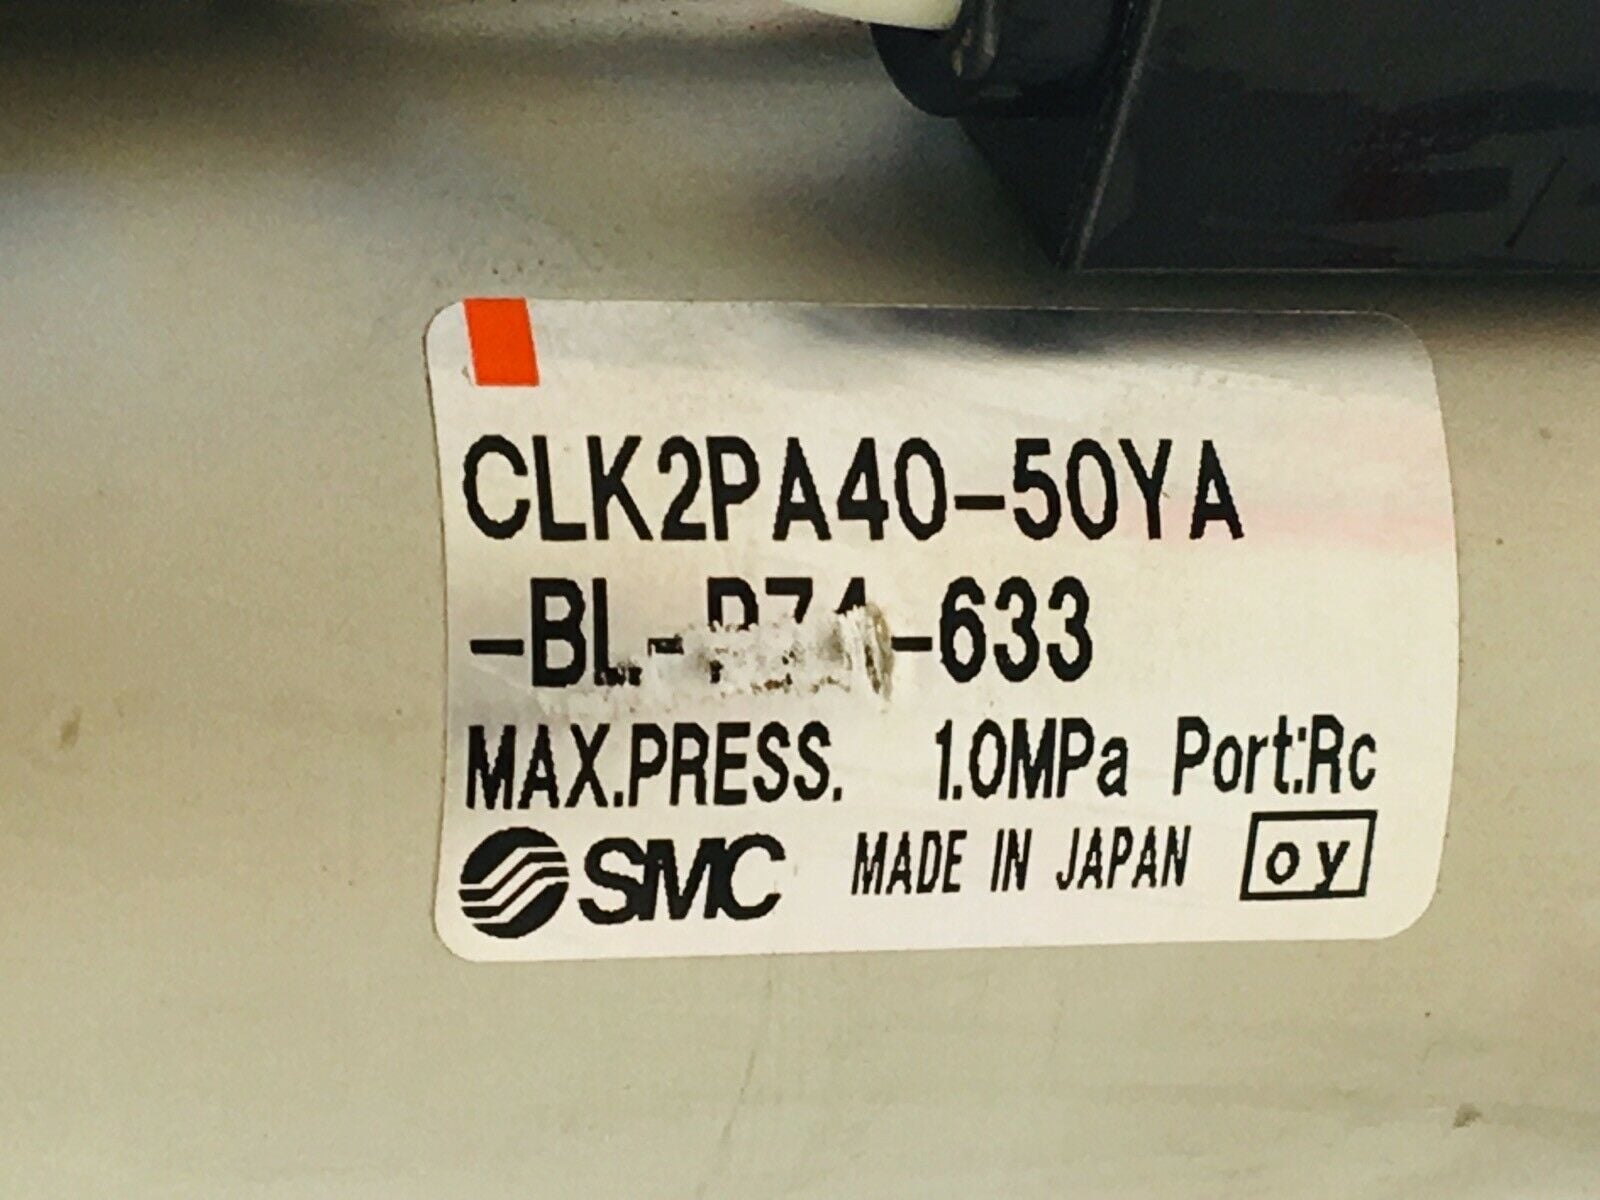 CLK2PA40-50YA
-BL- -633
MAX.PRESS. 1.0MPa Port:Rc
SMC MADE IN JAPAN oy